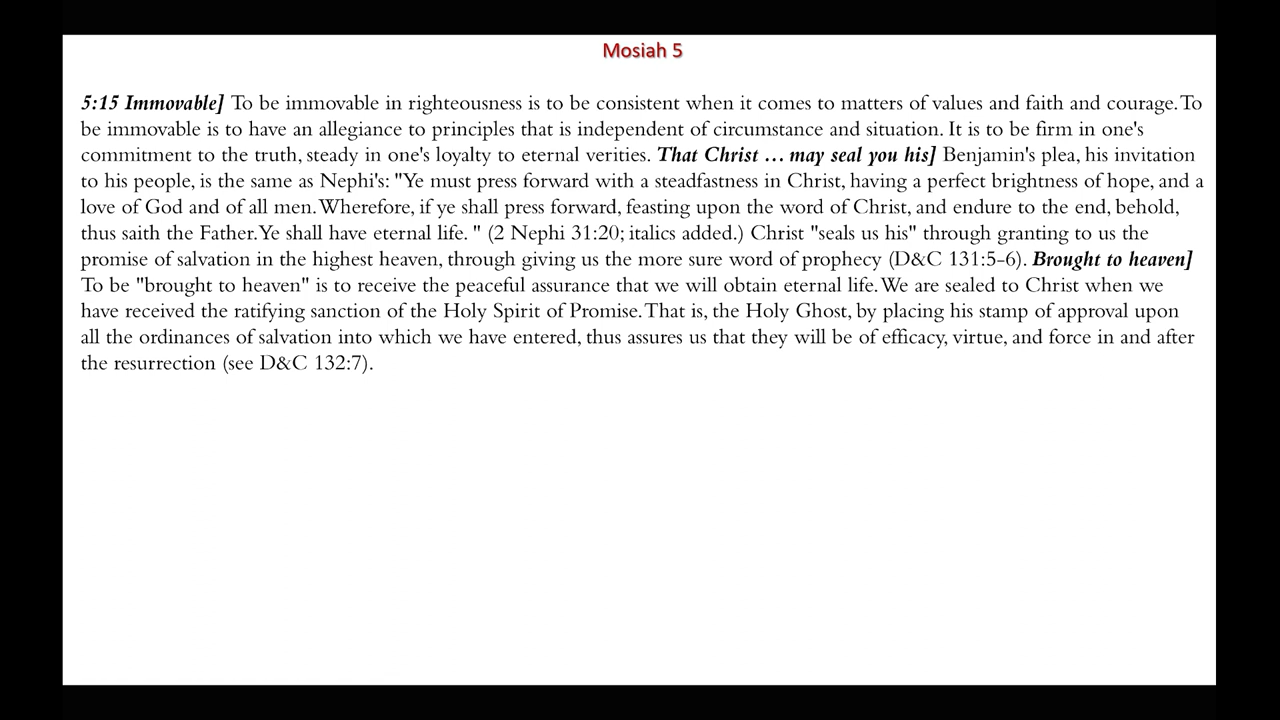 Mosiah 5
5:15 Immovable] To be immovable in righteousness is to be consistent when it comes to matters of values and faith and courage. To
be immovable is to have an allegiance to principles that is independent of circumstance and situation. It is to be firm in one's
commitment to the truth, steady in one's loyalty to eternal verities. That Christ … may seal you his] Benjamin's plea, his invitation
to his people, is the same as Nephi's: "Ye must press forward with a steadfastness in Christ, having a perfect brightness of hope, and a
love of God and of all men. Wherefore, if ye shall press forward, feasting upon the word of Christ, and endure to the end, behold,
thus saith the Father. Ye shall have eternal life. " (2 Nephi 31:20; italics added.) Christ "seals us his" through granting to us the
promise of salvation in the highest heaven, through giving us the more sure word of prophecy (D&C 131:5-6). Brought to heaven]
To be "brought to heaven" is to receive the peaceful assurance that we will obtain eternal life. We are sealed to Christ when we
have received the ratifying sanction of the Holy Spirit of Promise. That is, the Holy Ghost, by placing his stamp of approval upon
all the ordinances of salvation into which we have entered, thus assures us that they will be of efficacy, virtue, and force in and after
the resurrection (see D&C 132:7).